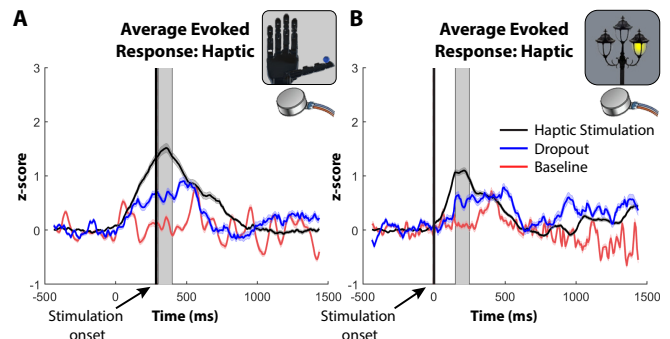 A
Average Evoked
Response: Haptic
3
2
1
0
-1
z-score
-500
0
500
1000
1500
Stimulation
onset
Time (ms)
B
Average Evoked
Response: Haptic
3
2
1
0
-1
z-score
Haptic Stimulation
Dropout
Baseline
-500
0
500
1000
1500
Stimulation
onset
Time (ms)